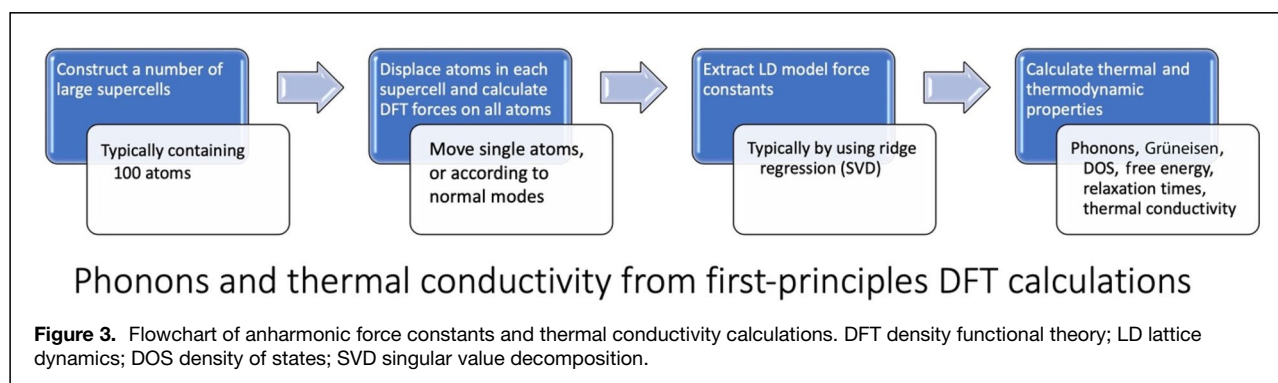 Construct a number of
large supercells
Typically containing
100 atoms
Displace atoms in each
supercell and calculate
DFT forces on all atoms
Move single atoms,
or according to
normal modes
Extract LD model force
constants
Typically by using ridge
regression (SVD)
Calculate thermal and
thermodynamic
properties
Phonons, Grüneisen,
DOS, free energy,
relaxation times,
thermal conductivity
Phonons and thermal conductivity from first-principles DFT calculations
Figure 3. Flowchart of anharmonic force constants and thermal conductivity calculations. DFT density functional theory; LD lattice
dynamics; DOS density of states; SVD singular value decomposition.